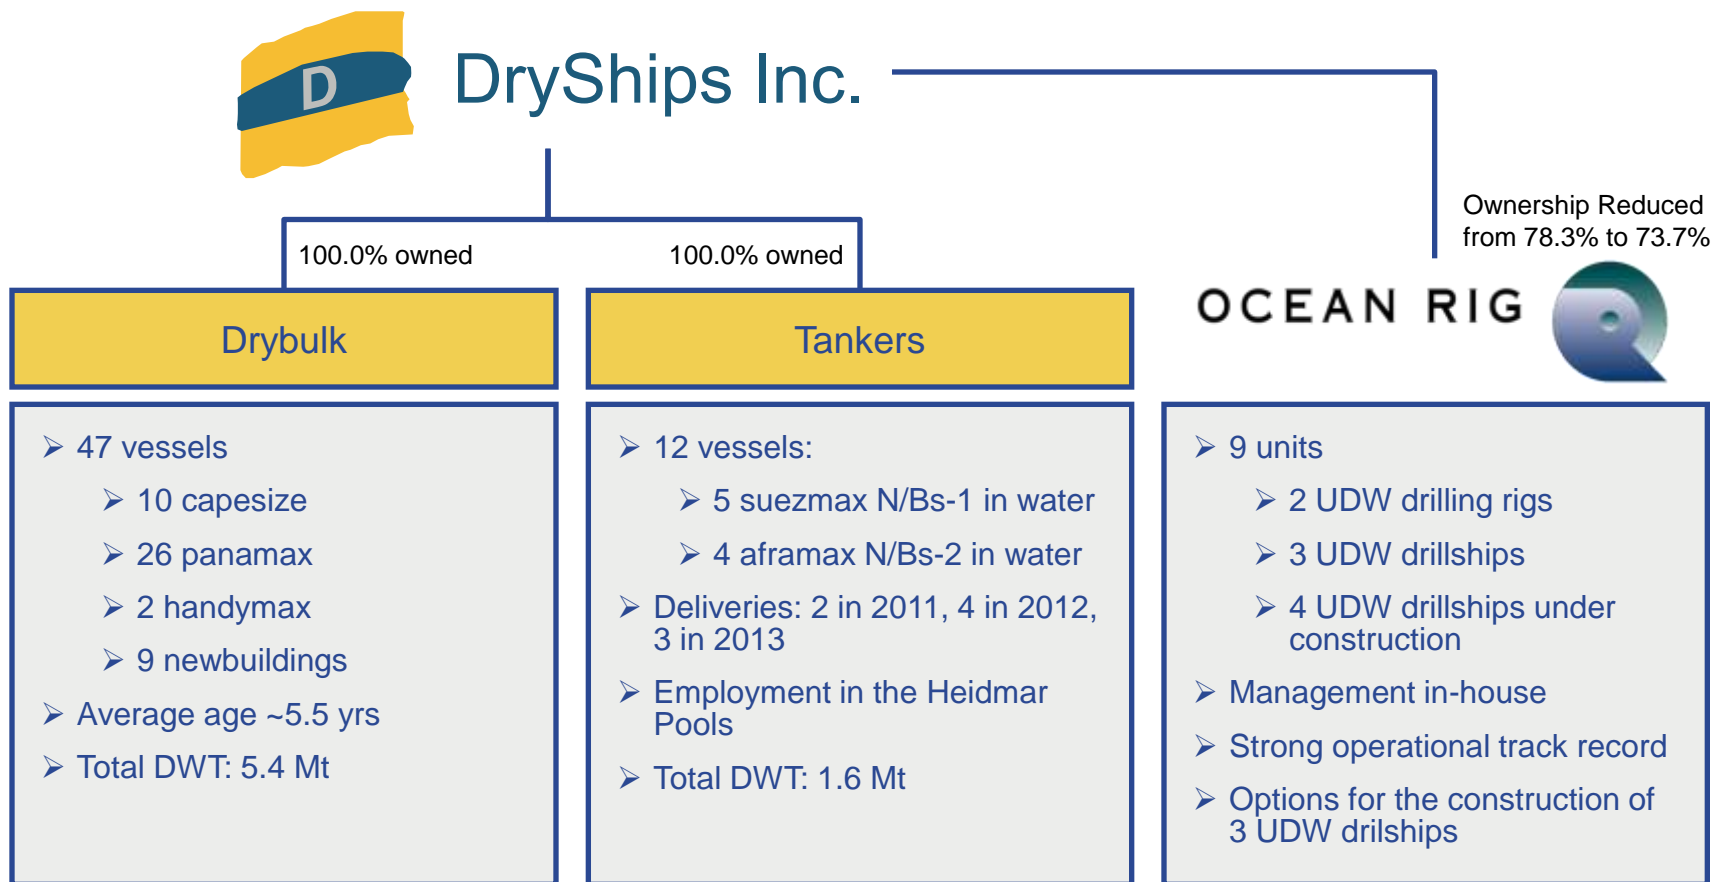 D
DryShips Inc.
Ownership Reduced
from 78.3% to 73.7%
100.0% owned
100.0% owned
OCEAN RIG
Drybulk
Tankers
➢ 47 vessels
➢ 10 capesize
➢ 26 panamax
➢ 2 handymax
➢ 9 newbuildings
➢ Average age ~5.5 yrs
➢ Total DWT: 5.4 Mt
➢ 12 vessels:
➢ 5 suezmax N/Bs-1 in water
➢ 4 aframax N/Bs-2 in water
➢ Deliveries: 2 in 2011, 4 in 2012,
3 in 2013
➢ Employment in the Heidmar
Pools
➢ Total DWT: 1.6 Mt
➢ 9 units
➢ 2 UDW drilling rigs
➢ 3 UDW drillships
➢ 4 UDW drillships under
construction
➢ Management in-house
➢ Strong operational track record
➢ Options for the construction of
3 UDW drilships